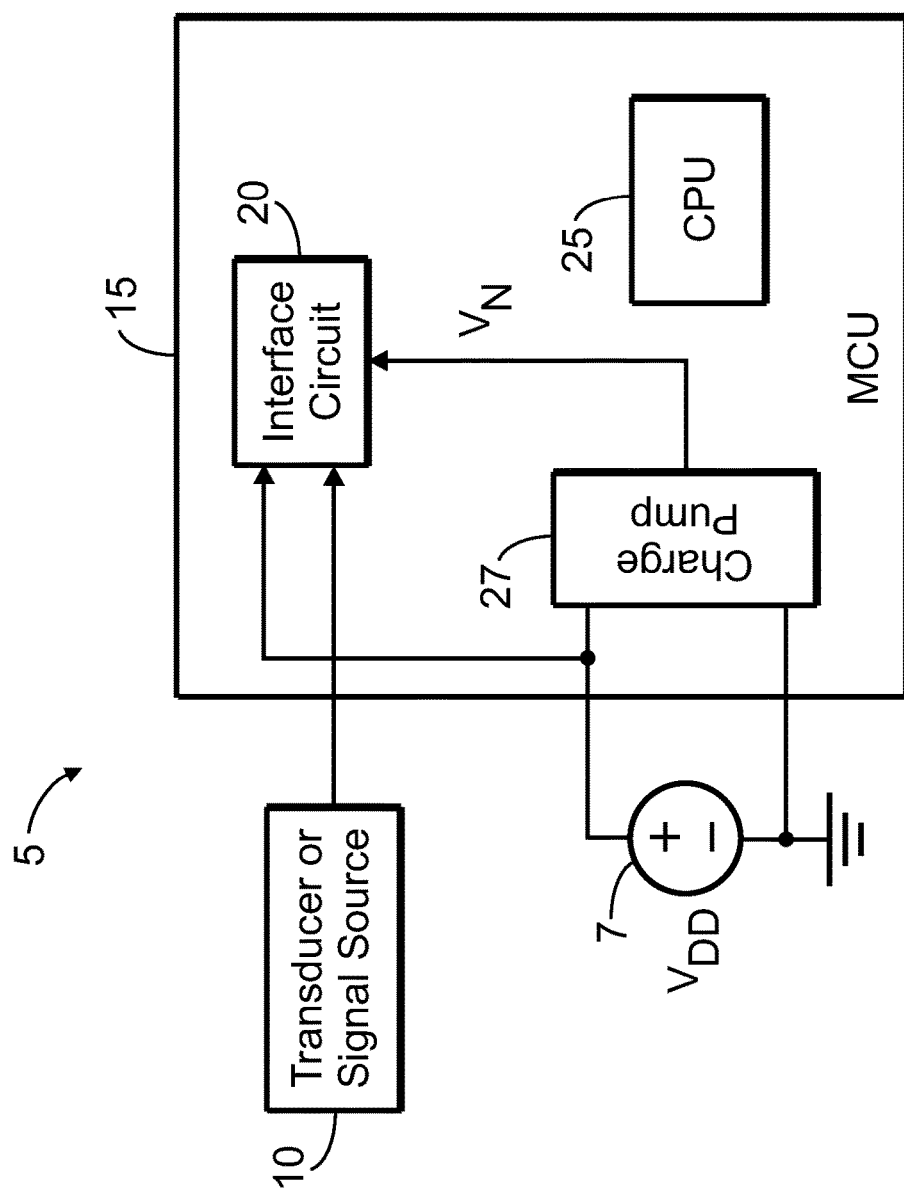 5
15
20
Interface
Circuit
Transducer or
Signal Source
10
V_N
25
CPU
27
Charge
Pump
7
+
−
V_DD
MCU